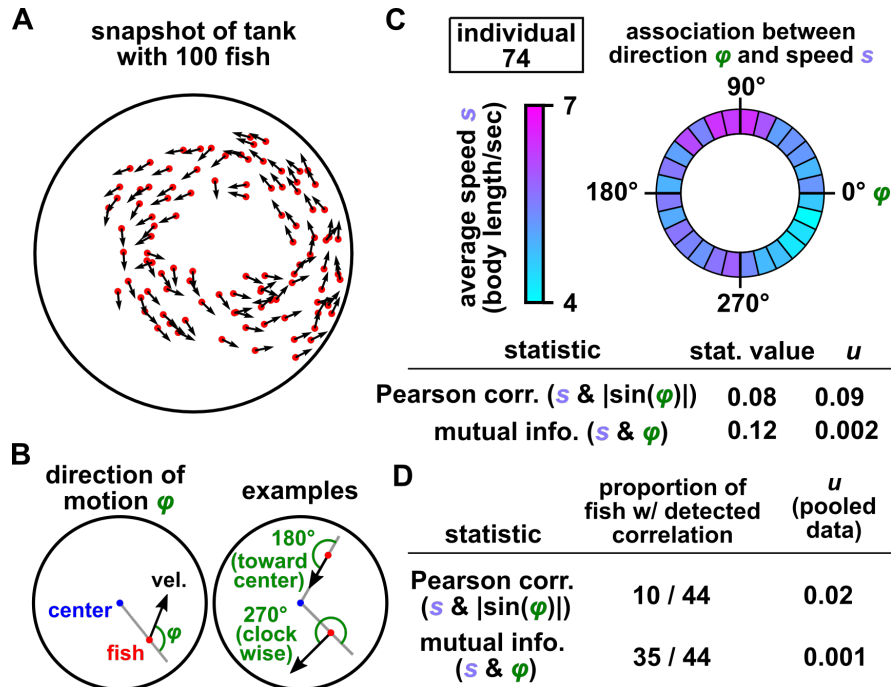 A
snapshot of tank
with 100 fish
B
direction of
motion φ
vel.
center
fish
φ
examples
180°
(toward
center)
270°
(clock
wise)
C
individual
74
association between
direction φ and speed s
average speed s
(body length/sec)
7
4
90°
180°
0° φ
270°
statistic stat. value u
Pearson corr. (s & |sin(φ)|) 0.08 0.09
mutual info. (s & φ) 0.12 0.002
D
statistic
proportion of
fish w/ detected
correlation
u
(pooled
data)
Pearson corr.
(s & |sin(φ)|)
10 / 44
0.02
mutual info.
(s & φ)
35 / 44
0.001